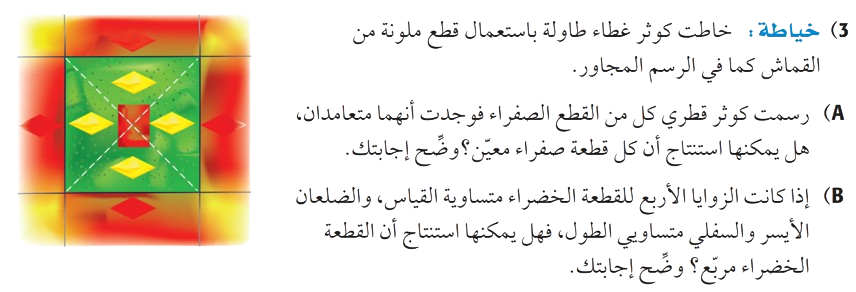 3) خياطة : خاطت كوثر غطاء طاولة باستعمال قطع ملونة من
القماش كما في الرسم المجاور.
A) رسمت كوثر قطري كل من القطع الصفراء فوجدت أنهما متعامدان،
هل يمكنها استنتاج أن كل قطعة صفراء معيّن؟ وضِّح إجابتك.
B) إذا كانت الزوايا الأربع للقطعة الخضراء متساوية القياس، والضلعان
الأيسر والسفلي متساويي الطول، فهل يمكنها استنتاج أن القطعة
الخضراء مربّع؟ وضِّح إجابتك.